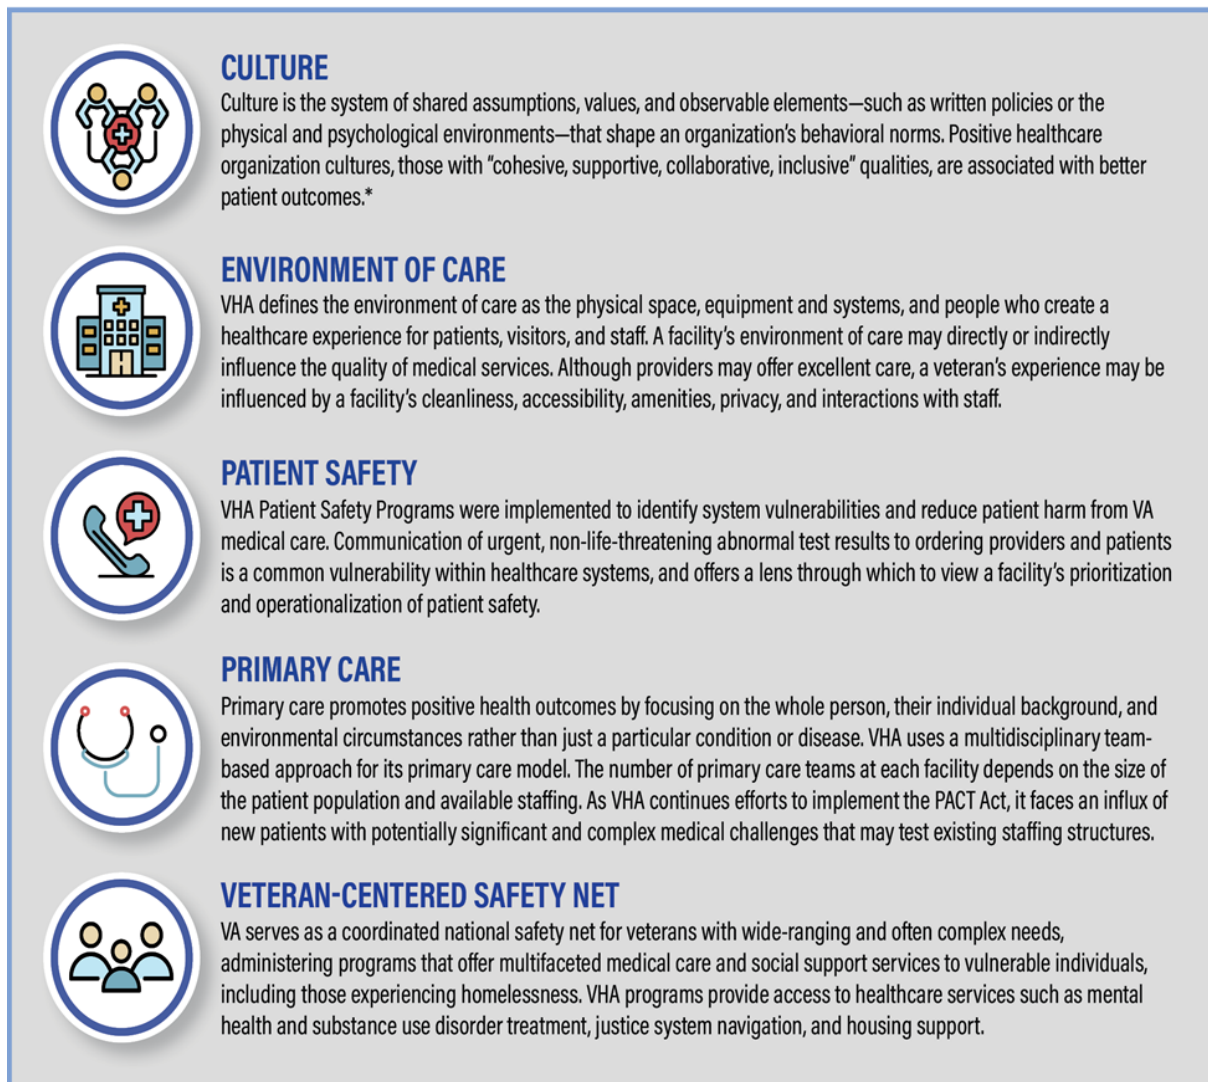 CULTURE
Culture is the system of shared assumptions, values, and observable elements—such as written policies or the
physical and psychological environments—that shape an organization's behavioral norms. Positive healthcare
organization cultures, those with "cohesive, supportive, collaborative, inclusive" qualities, are associated with better
patient outcomes.*
ENVIRONMENT OF CARE
VHA defines the environment of care as the physical space, equipment and systems, and people who create a
healthcare experience for patients, visitors, and staff. A facility's environment of care may directly or indirectly
influence the quality of medical services. Although providers may offer excellent care, a veteran's experience may be
influenced by a facility's cleanliness, accessibility, amenities, privacy, and interactions with staff.
PATIENT SAFETY
VHA Patient Safety Programs were implemented to identify system vulnerabilities and reduce patient harm from VA
medical care. Communication of urgent, non-life-threatening abnormal test results to ordering providers and patients
is a common vulnerability within healthcare systems, and offers a lens through which to view a facility's prioritization
and operationalization of patient safety.
PRIMARY CARE
Primary care promotes positive health outcomes by focusing on the whole person, their individual background, and
environmental circumstances rather than just a particular condition or disease. VHA uses a multidisciplinary team-
based approach for its primary care model. The number of primary care teams at each facility depends on the size of
the patient population and available staffing. As VHA continues efforts to implement the PACT Act, it faces an influx of
new patients with potentially significant and complex medical challenges that may test existing staffing structures.
VETERAN-CENTERED SAFETY NET
VA serves as a coordinated national safety net for veterans with wide-ranging and often complex needs,
administering programs that offer multifaceted medical care and social support services to vulnerable individuals,
including those experiencing homelessness. VHA programs provide access to healthcare services such as mental
health and substance use disorder treatment, justice system navigation, and housing support.